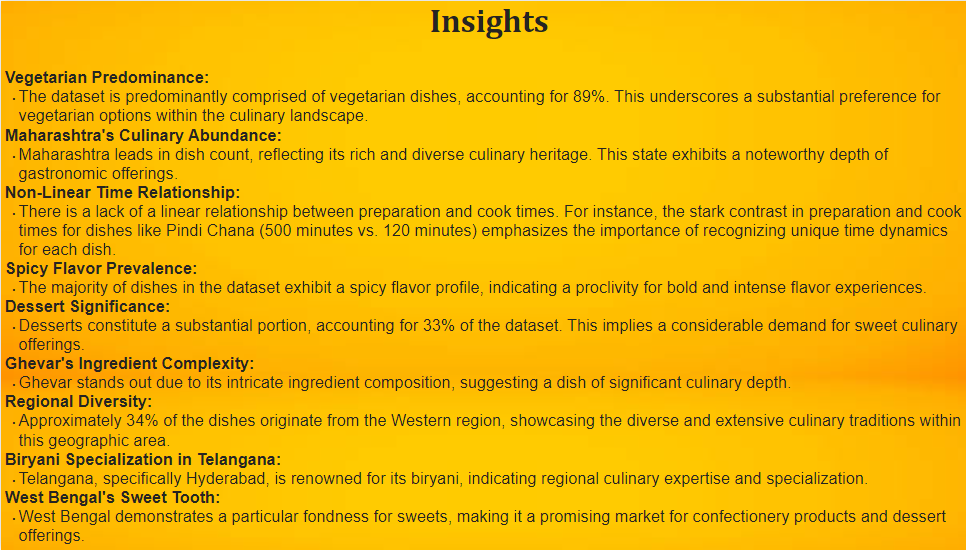 Insights
Vegetarian Predominance:
• The dataset is predominantly comprised of vegetarian dishes, accounting for 89%. This underscores a substantial preference for
vegetarian options within the culinary landscape.
Maharashtra's Culinary Abundance:
• Maharashtra leads in dish count, reflecting its rich and diverse culinary heritage. This state exhibits a noteworthy depth of
gastronomic offerings.
Non-Linear Time Relationship:
• There is a lack of a linear relationship between preparation and cook times. For instance, the stark contrast in preparation and cook
times for dishes like Pindi Chana (500 minutes vs. 120 minutes) emphasizes the importance of recognizing unique time dynamics
for each dish.
Spicy Flavor Prevalence:
• The majority of dishes in the dataset exhibit a spicy flavor profile, indicating a proclivity for bold and intense flavor experiences.
Dessert Significance:
• Desserts constitute a substantial portion, accounting for 33% of the dataset. This implies a considerable demand for sweet culinary
offerings.
Ghevar's Ingredient Complexity:
• Ghevar stands out due to its intricate ingredient composition, suggesting a dish of significant culinary depth.
Regional Diversity:
• Approximately 34% of the dishes originate from the Western region, showcasing the diverse and extensive culinary traditions within
this geographic area.
Biryani Specialization in Telangana:
• Telangana, specifically Hyderabad, is renowned for its biryani, indicating regional culinary expertise and specialization.
West Bengal's Sweet Tooth:
• West Bengal demonstrates a particular fondness for sweets, making it a promising market for confectionery products and dessert
offerings.